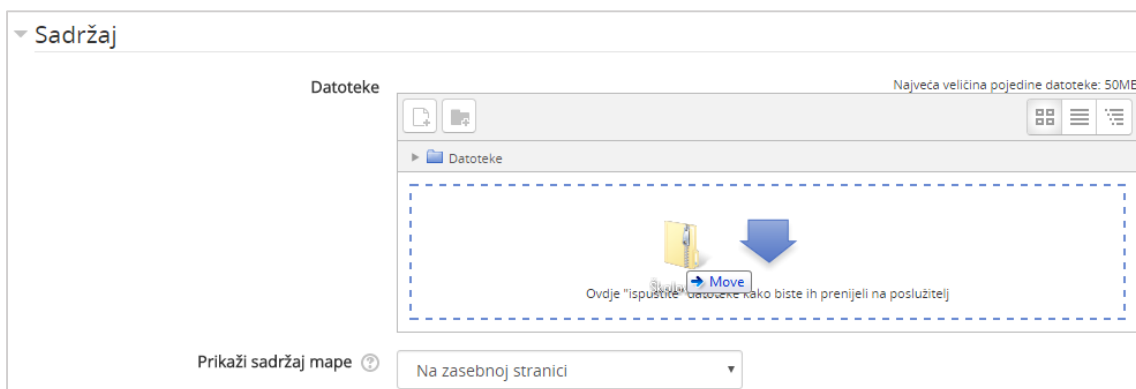 Sadržaj
Datoteke
Najveća veličina pojedine datoteke: 50ME
Datoteke
Move
Ovdje "ispustite" datoteke kako biste ih prenijeli na poslužitelj
Prikaži sadržaj mape
Na zasebnoj stranici